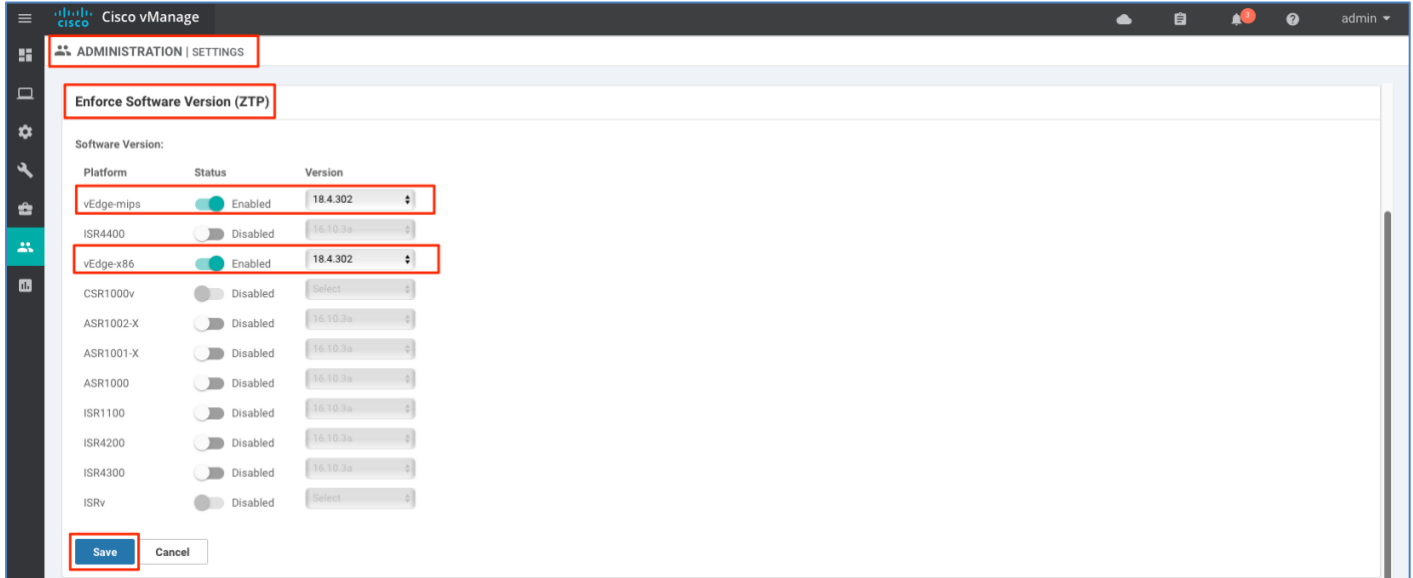 cisco Cisco vManage 3 admin
ADMINISTRATION | SETTINGS
Enforce Software Version (ZTP)
Software Version:
Platform Status Version
vEdge-mips Enabled 18.4.302
ISR4400 Disabled 16.10.3a
vEdge-x86 Enabled 18.4.302
CSR1000v Disabled Select
ASR1002-X Disabled 16.10.3a
ASR1001-X Disabled 16.10.3a
ASR1000 Disabled 16.10.3a
ISR1100 Disabled 16.10.3a
ISR4200 Disabled 16.10.3a
ISR4300 Disabled 16.10.3a
ISRv Disabled Select
Save Cancel